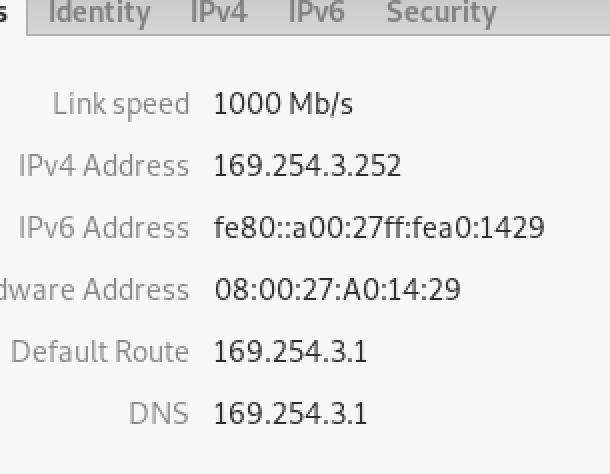 s Identity IPv4 IPv6 Security
Link speed 1000 Mb/s
IPv4 Address 169.254.3.252
IPv6 Address fe80::a00:27ff:fea0:1429
dware Address 08:00:27:A0:14:29
Default Route 169.254.3.1
DNS 169.254.3.1